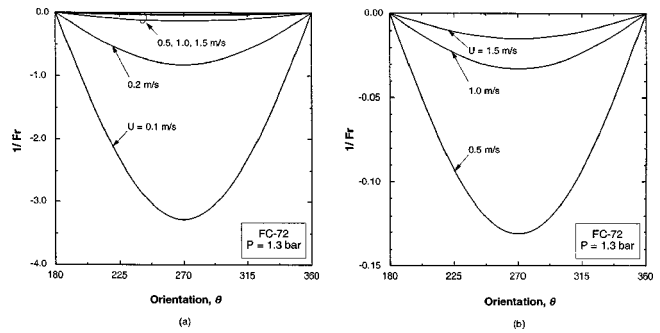 0.0
-1.0
-2.0
-3.0
-4.0
1/ Fr
0.5, 1.0, 1.5 m/s
0.2 m/s
U = 0.1 m/s
FC-72
P = 1.3 bar
180
225
270
315
360
Orientation, θ
(a)
0.00
-0.05
-0.10
-0.15
1/ Fr
U = 1.5 m/s
1.0 m/s
0.5 m/s
FC-72
P = 1.3 bar
180
225
270
315
360
Orientation, θ
(b)